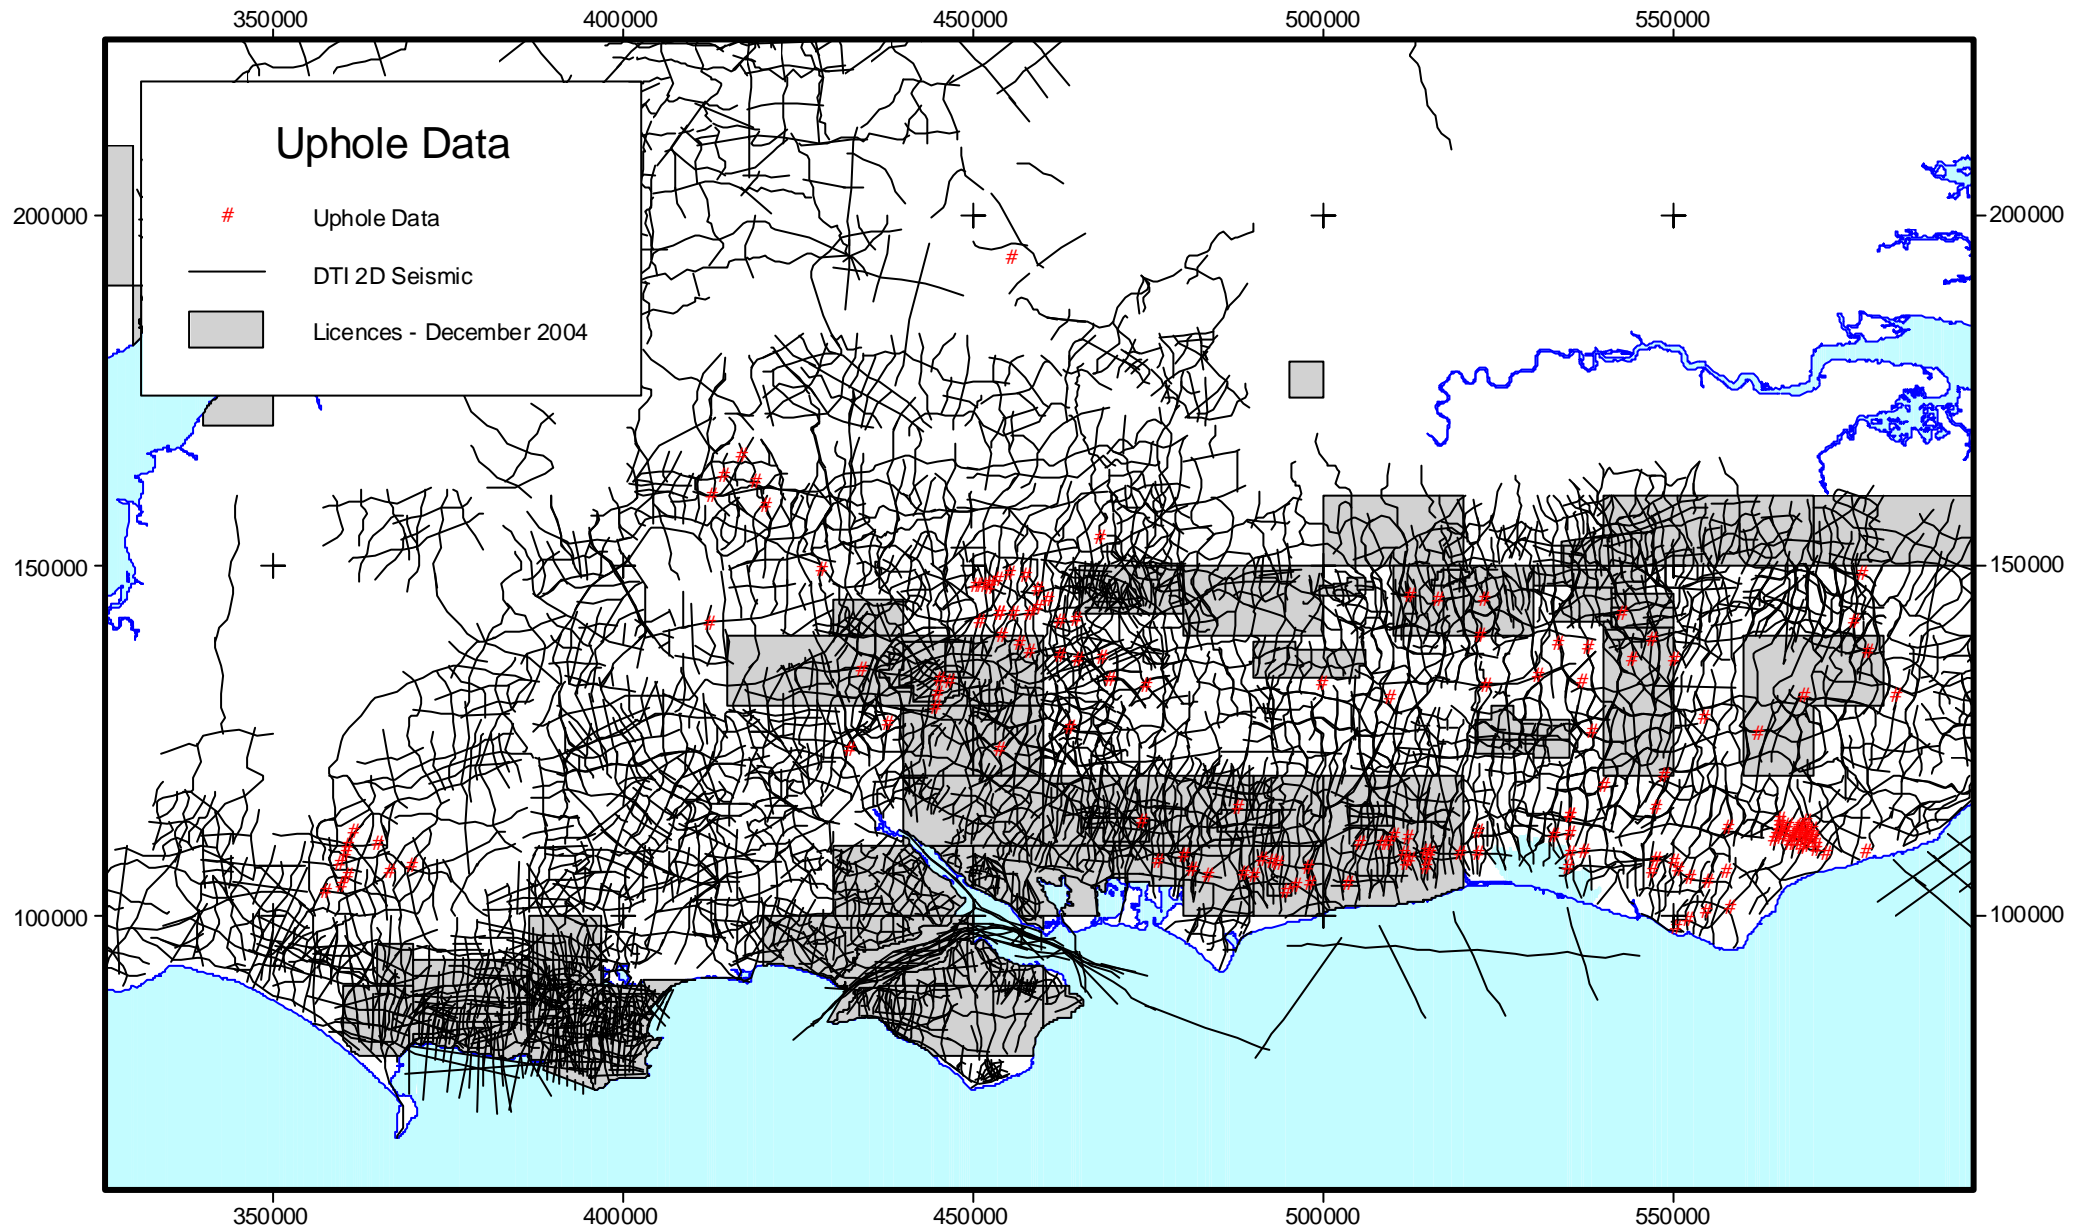 350000 400000 450000 500000 550000
Uphole Data
# Uphole Data
DTI 2D Seismic
Licences - December 2004
200000 200000
150000 150000
100000 100000
350000 400000 450000 500000 550000